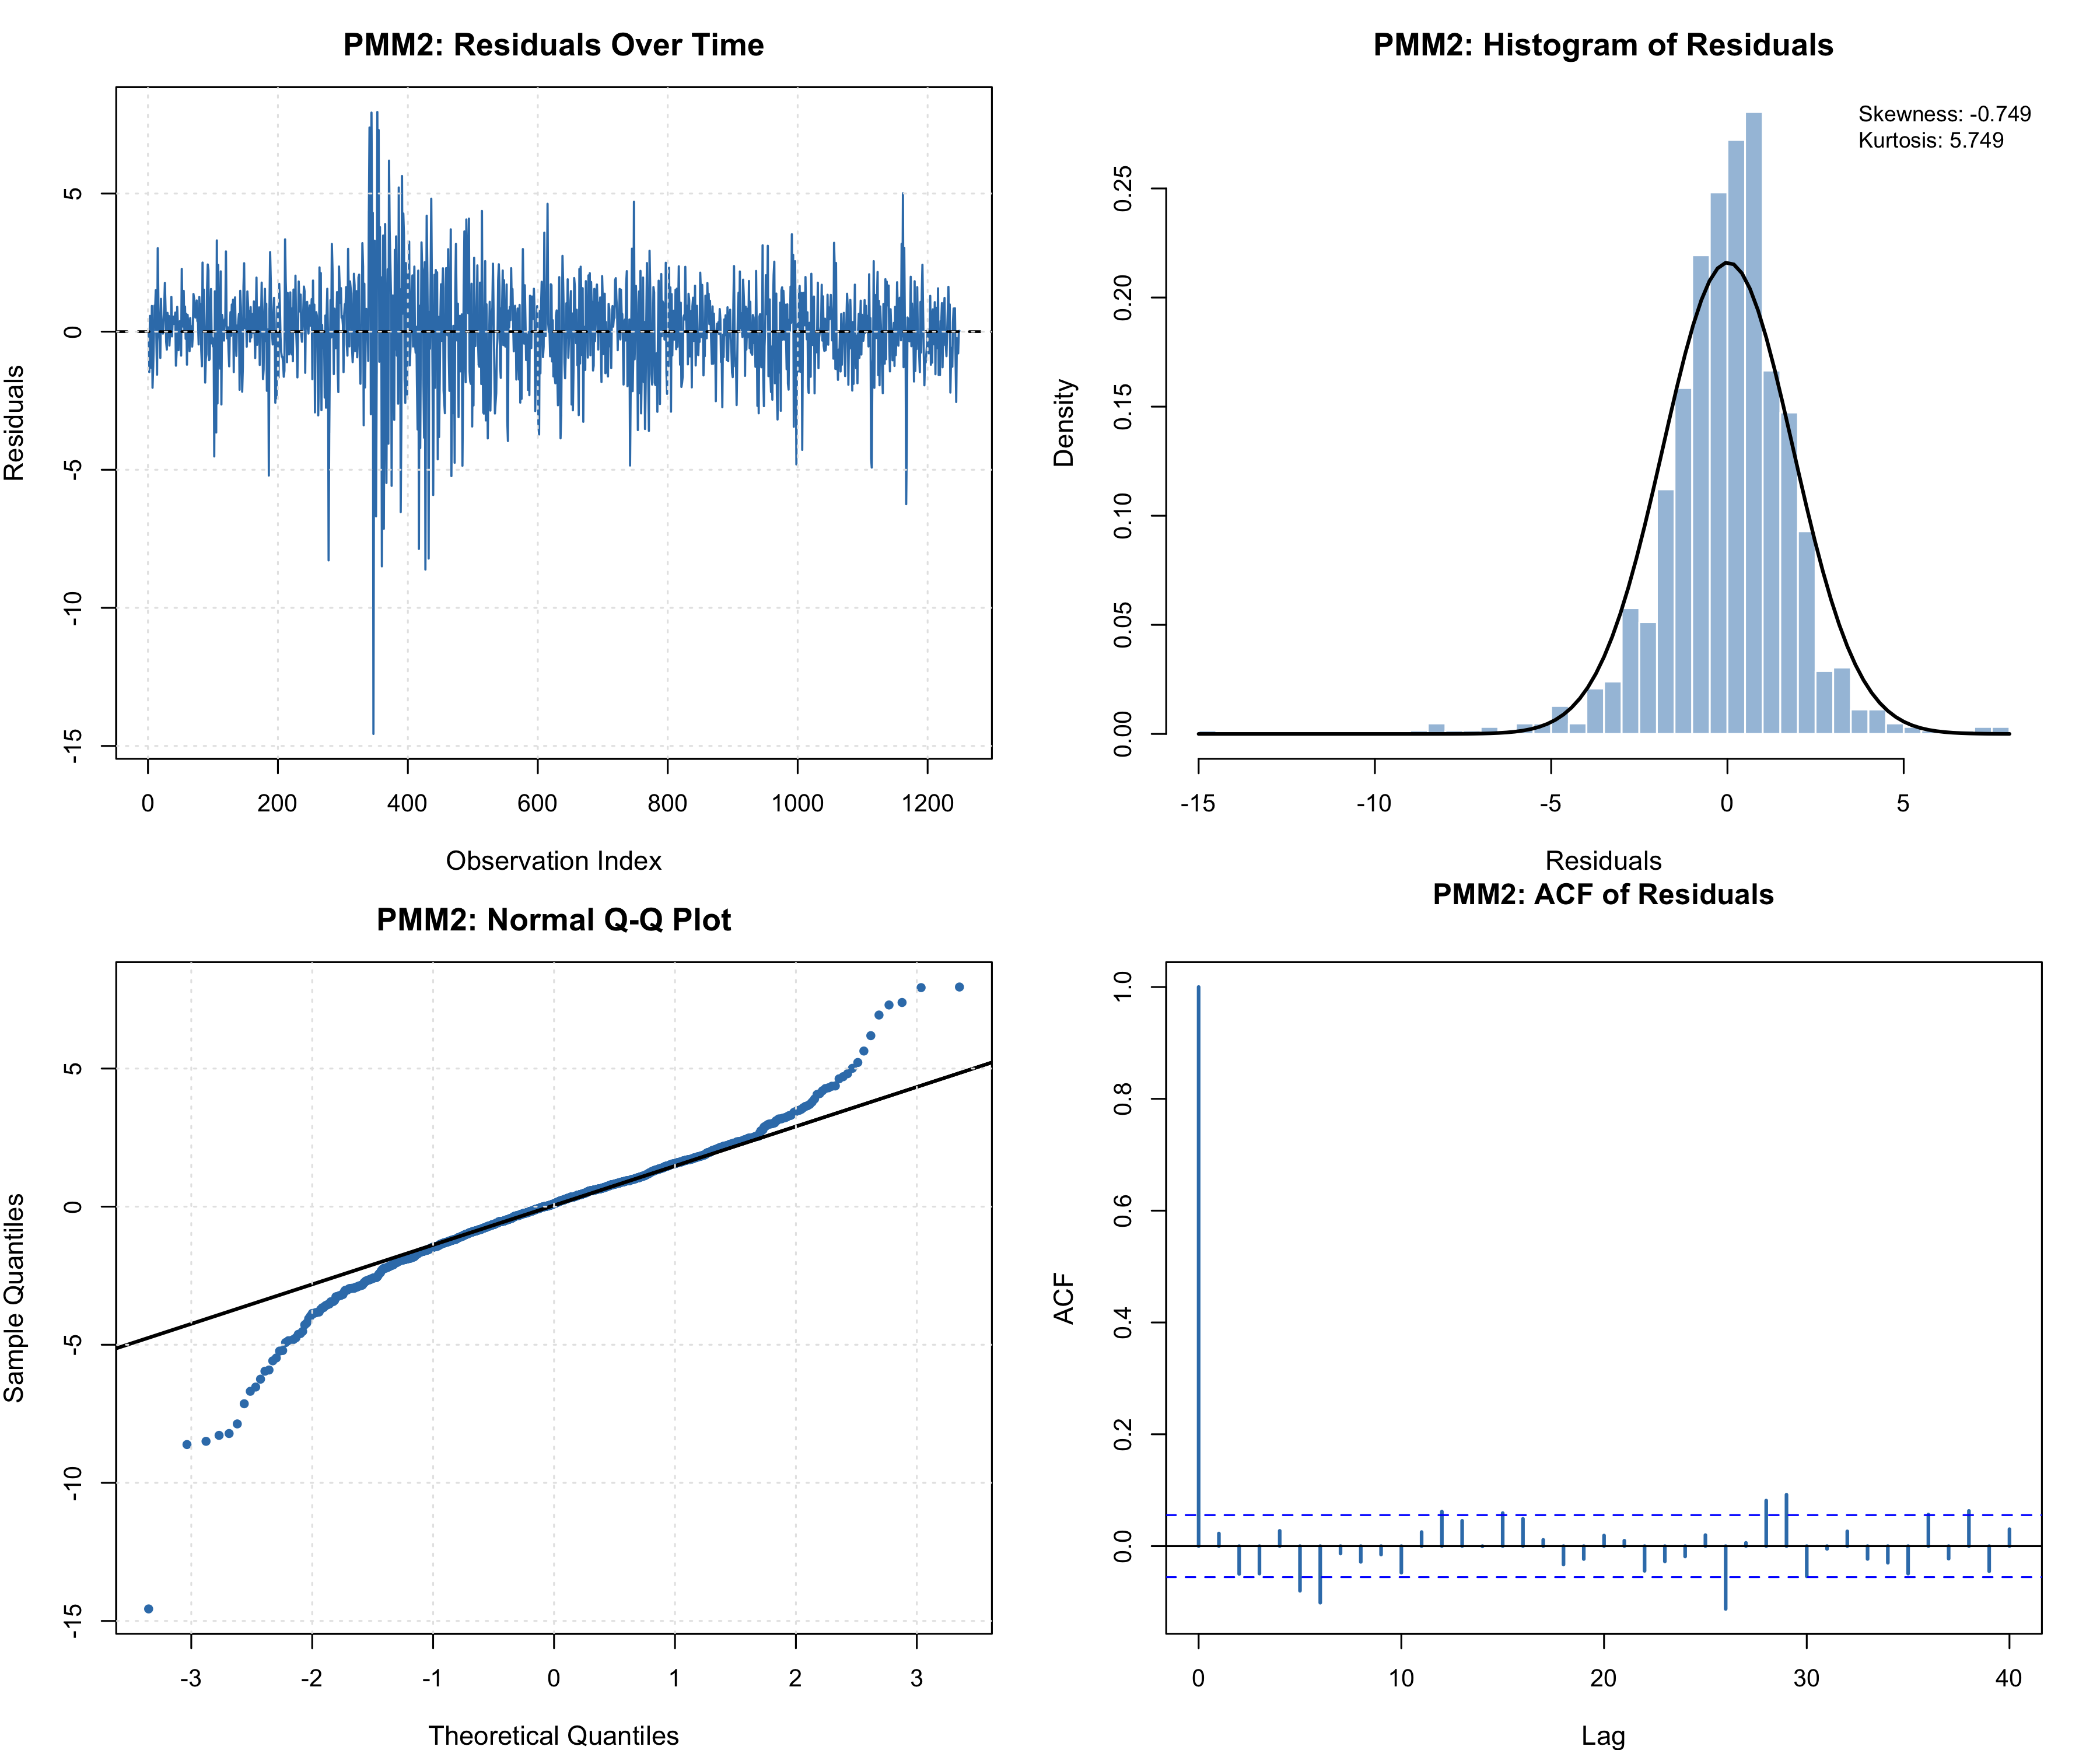 PMM2: Residuals Over Time
Residuals
5
0
-5
-10
-15
0 200 400 600 800 1000 1200
Observation Index
PMM2: Histogram of Residuals
Skewness: -0.749
Kurtosis: 5.749
Density
0.25
0.20
0.15
0.10
0.05
0.00
-15 -10 -5 0 5
Residuals
PMM2: Normal Q-Q Plot
Sample Quantiles
5
0
-5
-10
-15
-3 -2 -1 0 1 2 3
Theoretical Quantiles
PMM2: ACF of Residuals
ACF
1.0
0.8
0.6
0.4
0.2
0.0
0 10 20 30 40
Lag